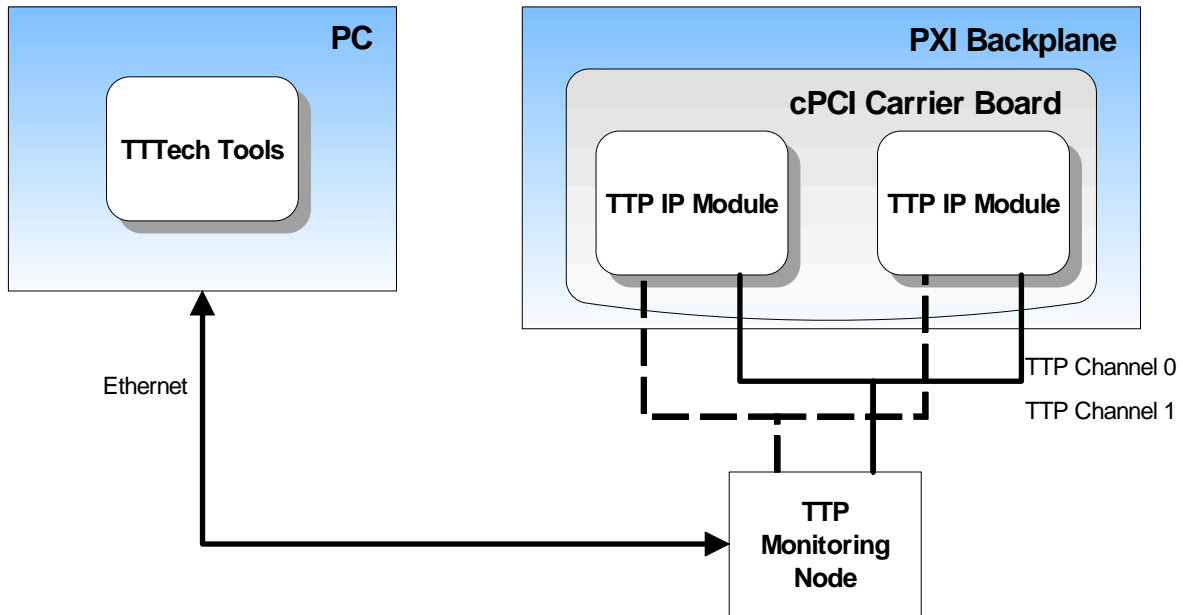 PC
TTTech Tools
PXI Backplane
cPCI Carrier Board
TTP IP Module
TTP IP Module
Ethernet
TTP Channel 0
TTP Channel 1
TTP
Monitoring
Node